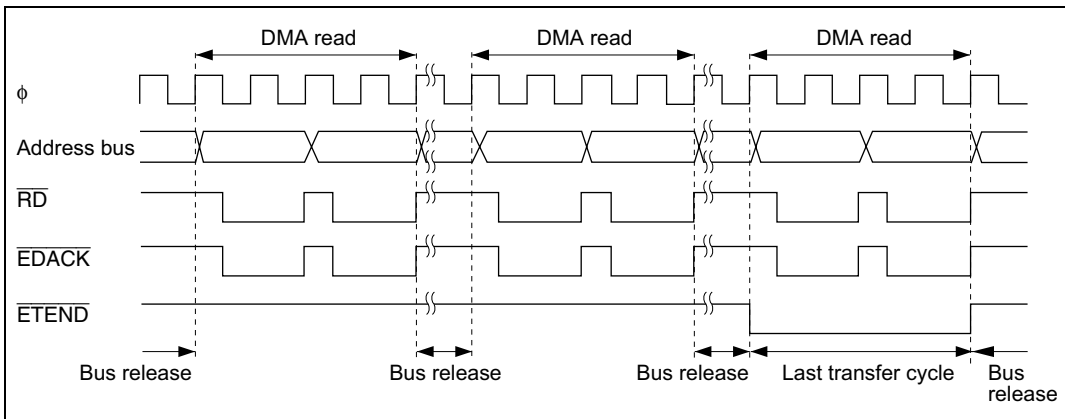 DMA read DMA read DMA read
ϕ
Address bus
RD
EDACK
ETEND
Bus release Bus release Bus release Last transfer cycle Bus release